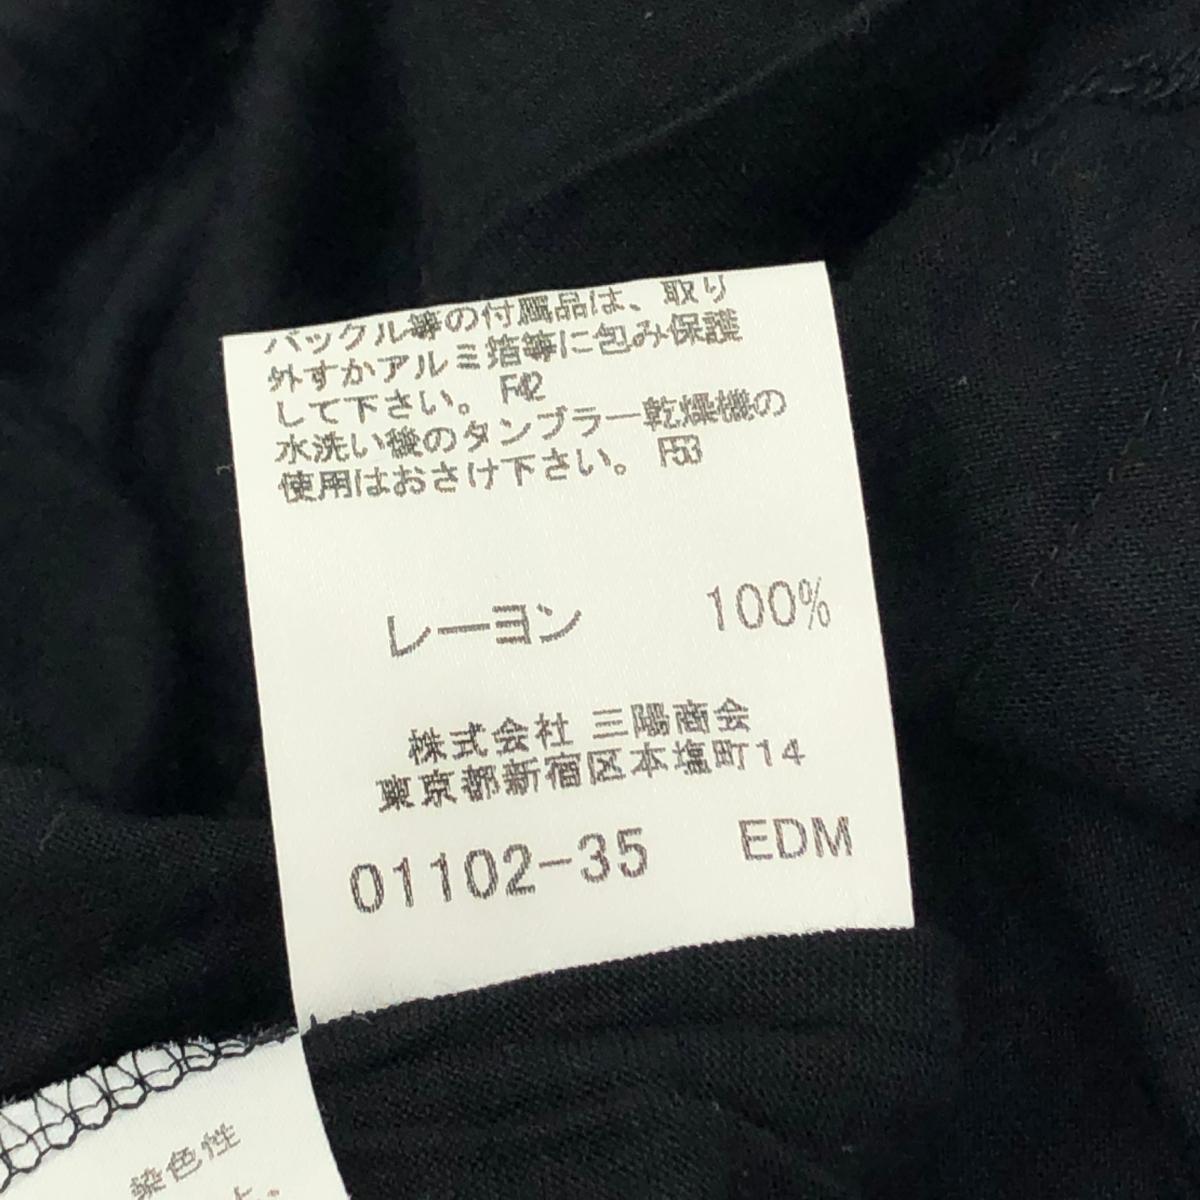 バックル等の付属品は、取り
外すかアルミ箔等に包み保護
して下さい。 F42
水洗い後のタンブラー乾燥機の
使用はおさけ下さい。 F53
レーヨン 100%
株式会社 三陽商会
東京都新宿区本塩町14
01102-35 EDM
染色性